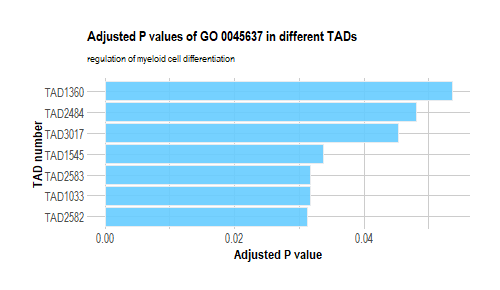 Adjusted P values of GO 0045637 in different TADs
regulation of myeloid cell differentiation
TAD1360
TAD2484
TAD3017
TAD1545
TAD2583
TAD1033
TAD2582
TAD number
0.00 0.02 0.04
Adjusted P value